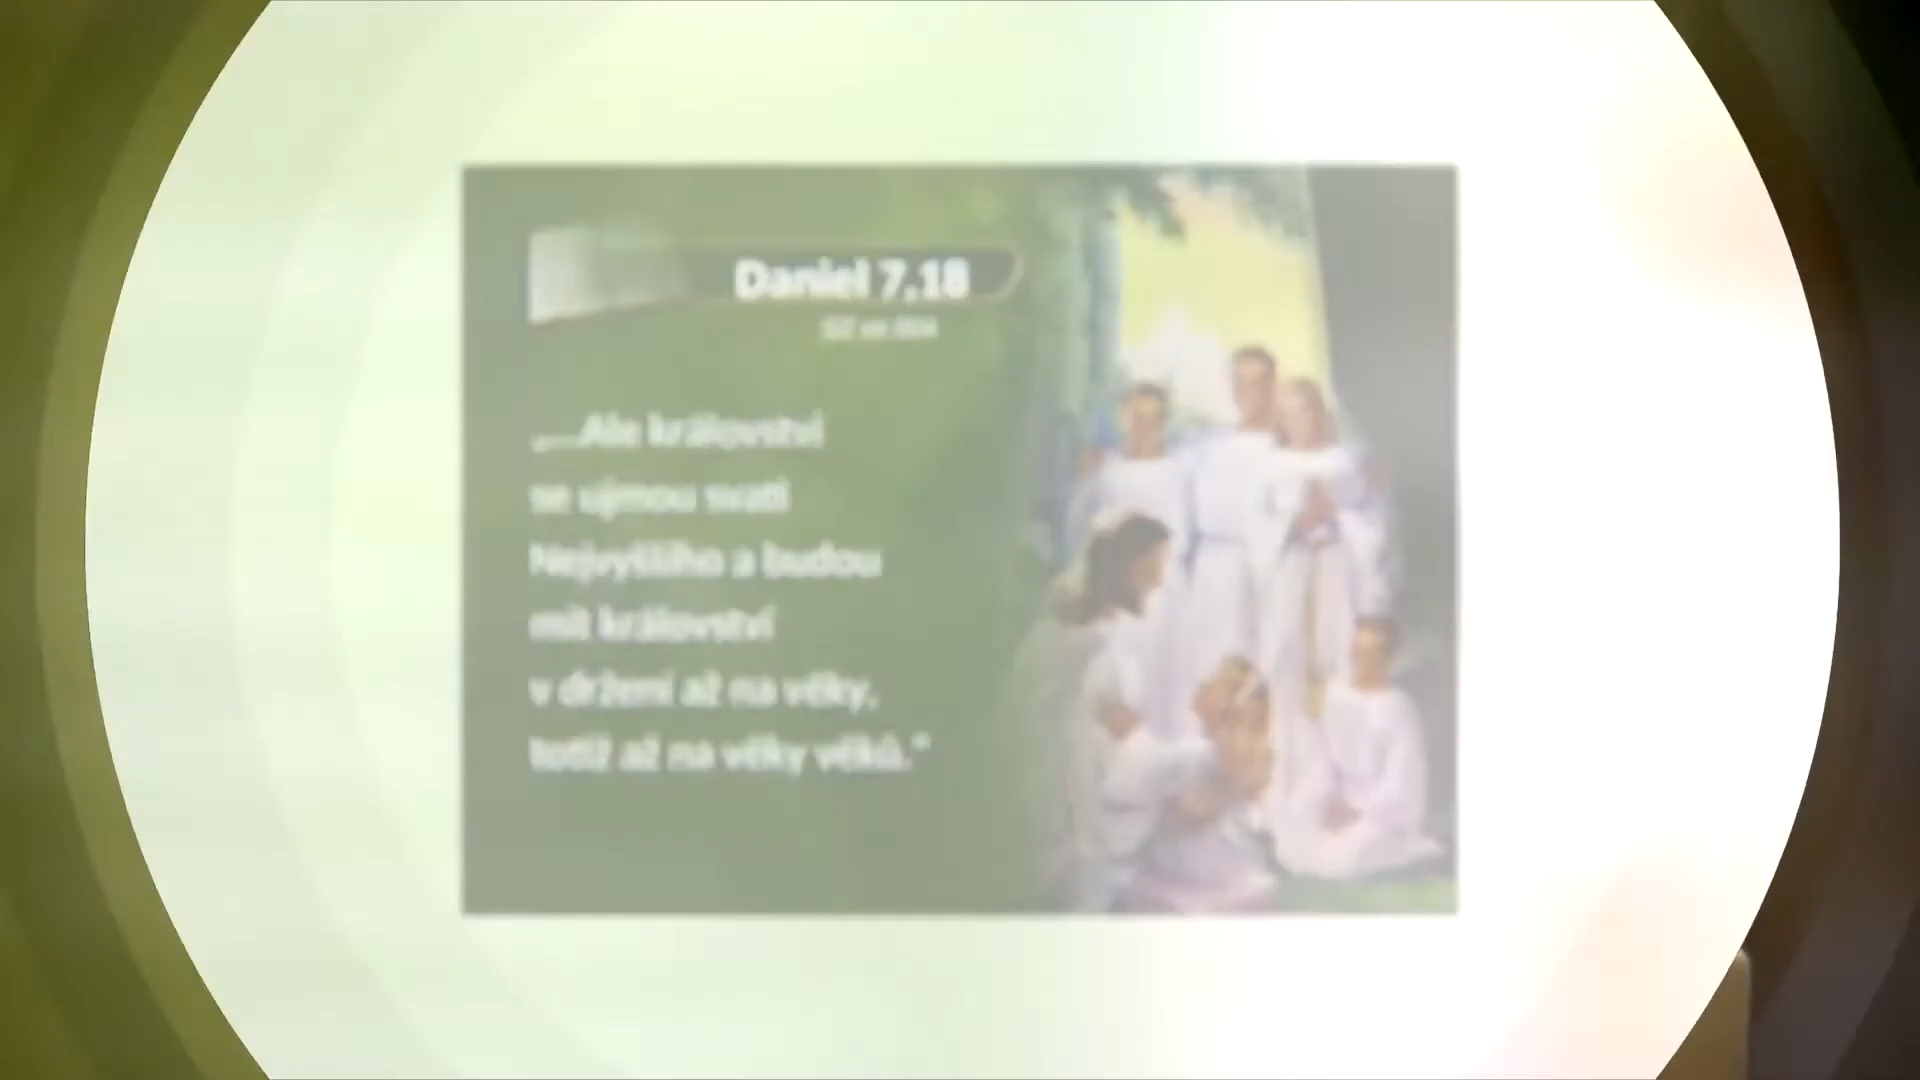 Daniel 7,18
„...Ale království
se ujmou svatí
Nejvyššího a budou
mít království
v držení až na věky,
totiž až na věky věků."